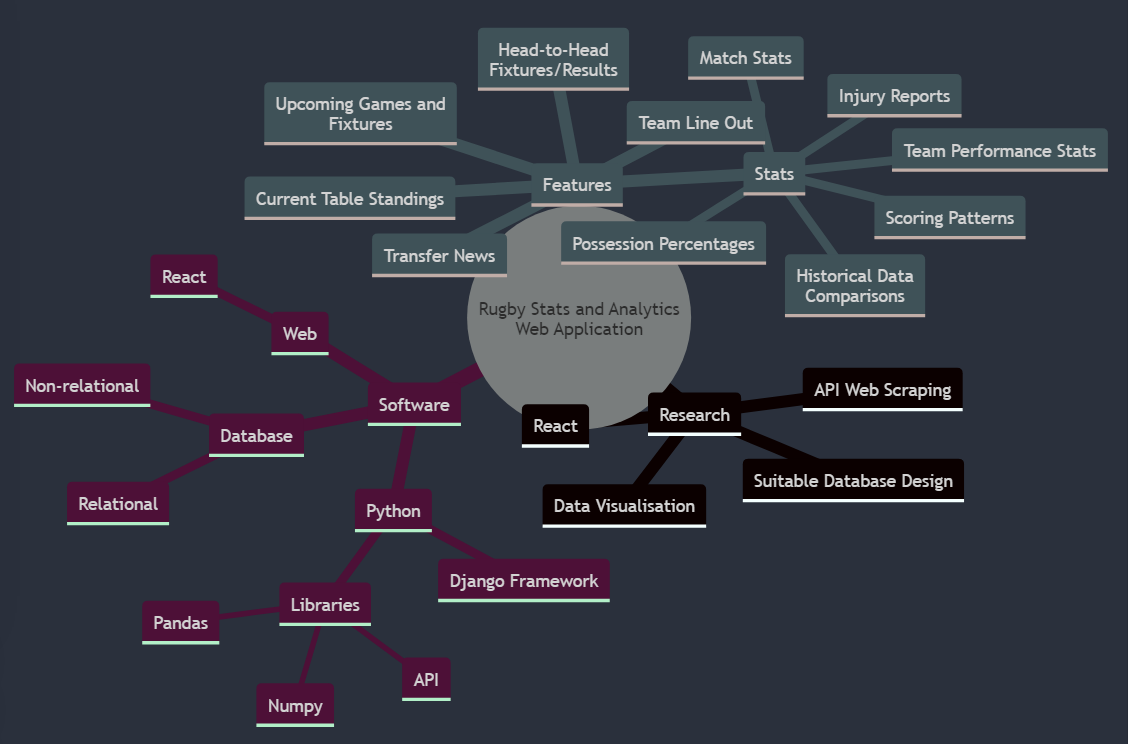 Head-to-Head
Fixtures/Results
Match Stats
Upcoming Games and
Fixtures
Team Line Out
Injury Reports
Team Performance Stats
Features
Stats
Current Table Standings
Scoring Patterns
Transfer News
Possession Percentages
Historical Data
Comparisons
Rugby Stats and Analytics
Web Application
React
Web
Non-relational
Software
Database
Relational
Python
Django Framework
Libraries
Pandas
API
Numpy
Research
API Web Scraping
React
Suitable Database Design
Data Visualisation